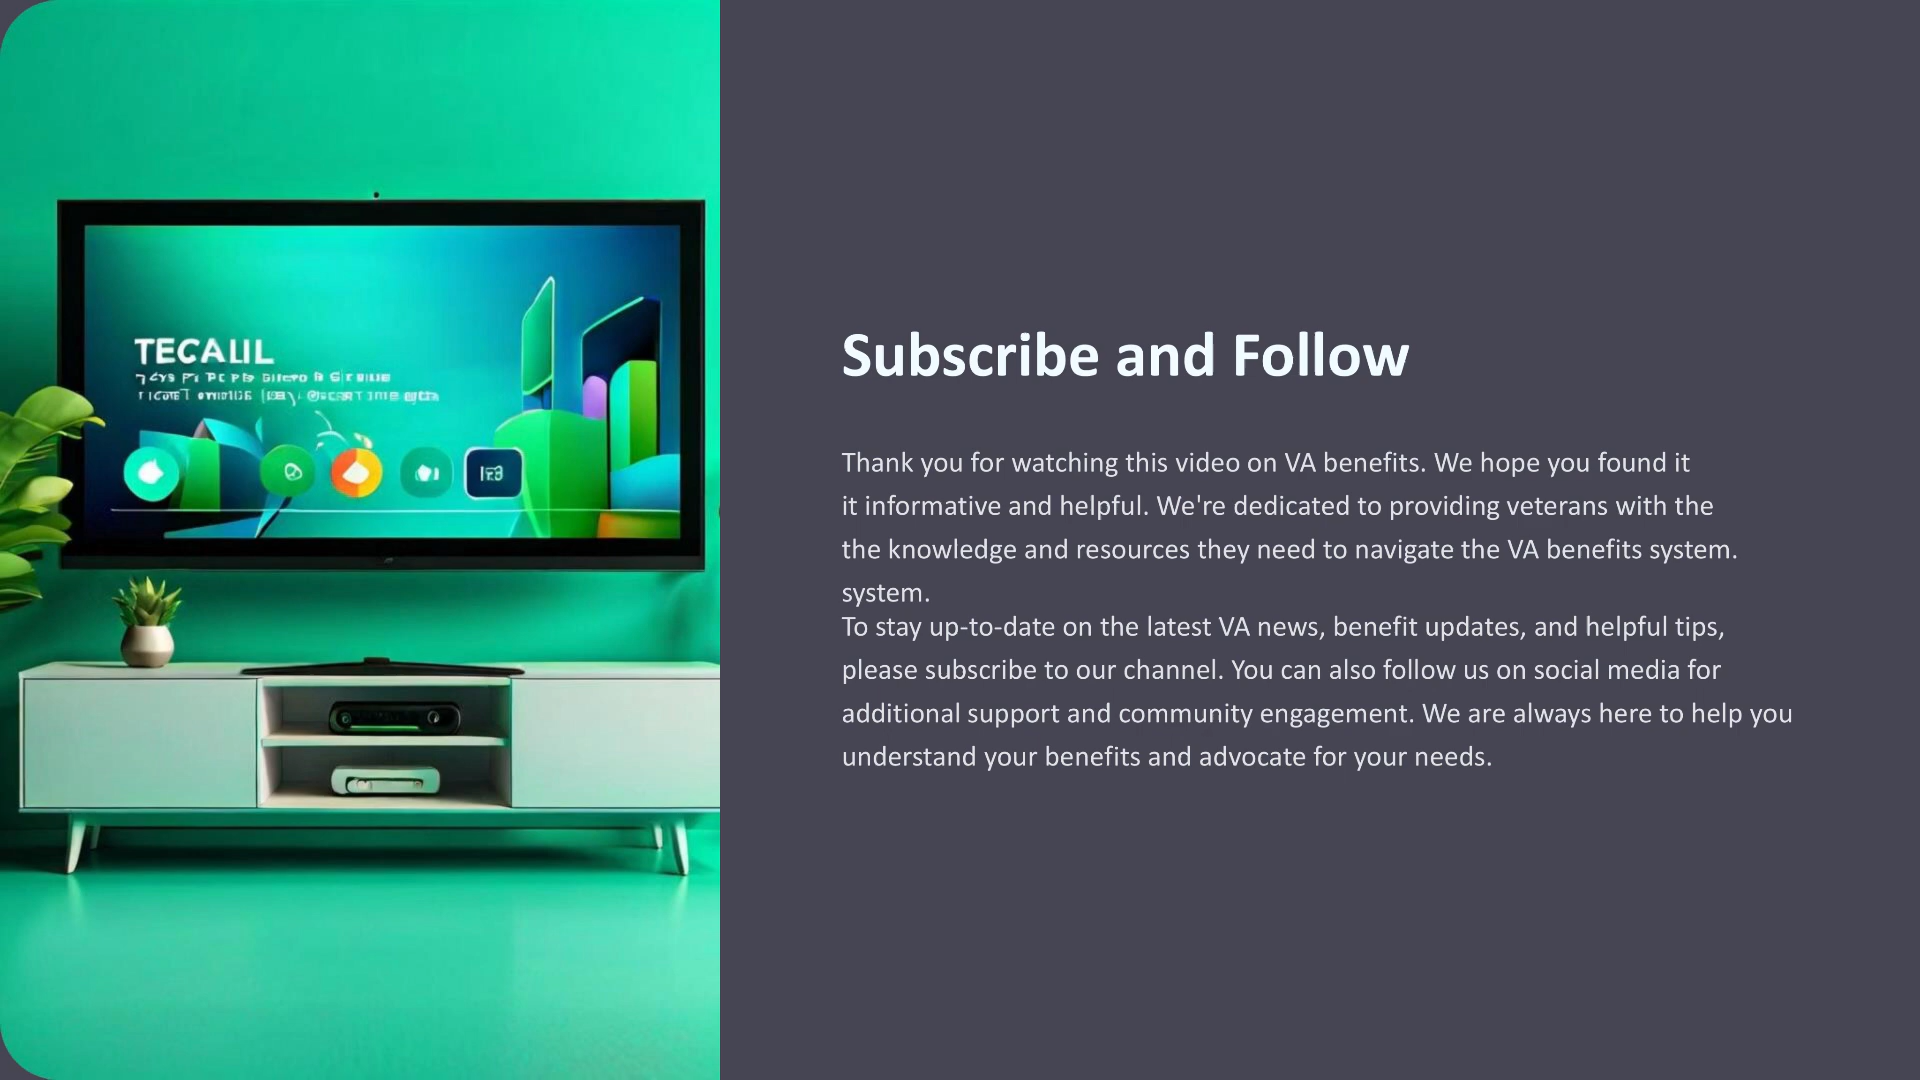 TECALIL
Subscribe and Follow
Thank you for watching this video on VA benefits. We hope you found it
it informative and helpful. We're dedicated to providing veterans with the
the knowledge and resources they need to navigate the VA benefits system.
system.
To stay up-to-date on the latest VA news, benefit updates, and helpful tips,
please subscribe to our channel. You can also follow us on social media for
additional support and community engagement. We are always here to help you
understand your benefits and advocate for your needs.